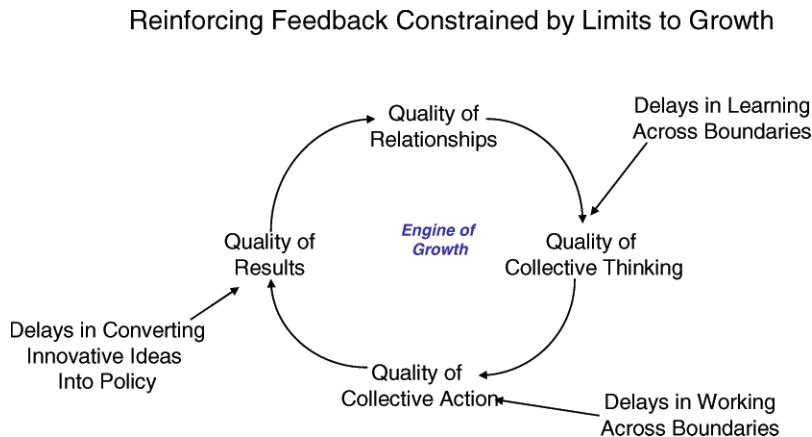 Reinforcing Feedback Constrained by Limits to Growth
Quality of
Relationships
Delays in Learning
Across Boundaries
Engine of
Growth
Quality of
Results
Quality of
Collective Thinking
Delays in Converting
Innovative Ideas
Into Policy
Quality of
Collective Action
Delays in Working
Across Boundaries